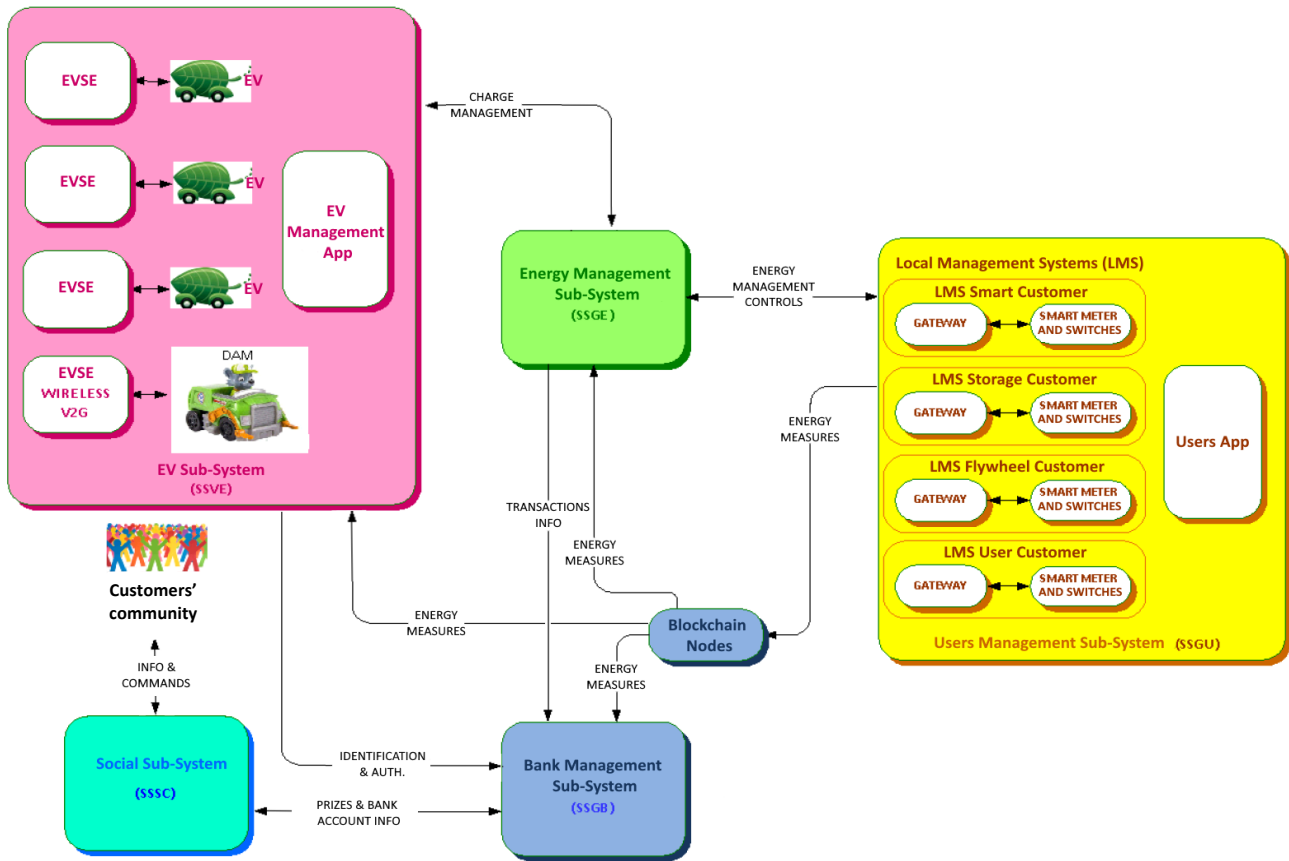 EVSE
EV
EVSE
EV
EVSE
EV
EVSE
WIRELESS
V2G
DAM
EV
Management
App
EV Sub-System
(SSVE)
CHARGE
MANAGEMENT
Energy Management
Sub-System
(SSGE)
ENERGY
MANAGEMENT
CONTROLS
Local Management Systems (LMS)
LMS Smart Customer
GATEWAY
SMART METER
AND SWITCHES
LMS Storage Customer
GATEWAY
SMART METER
AND SWITCHES
LMS Flywheel Customer
GATEWAY
SMART METER
AND SWITCHES
LMS User Customer
GATEWAY
SMART METER
AND SWITCHES
Users App
Users Management Sub-System (SSGU)
ENERGY
MEASURES
TRANSACTIONS
INFO
ENERGY
MEASURES
ENERGY
MEASURES
Blockchain
Nodes
ENERGY
MEASURES
Customers'
community
INFO &
COMMANDS
Social Sub-System
(SSSC)
IDENTIFICATION
& AUTH.
PRIZES & BANK
ACCOUNT INFO
Bank Management
Sub-System
(SSGB)